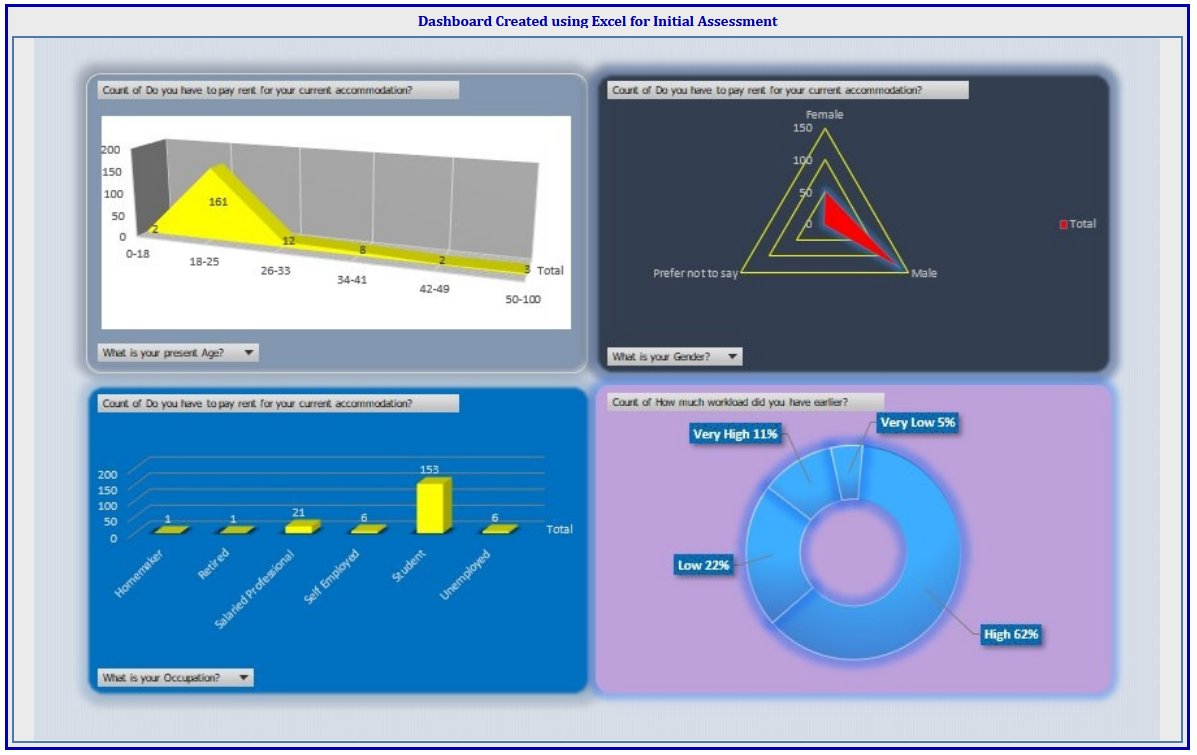 Dashboard Created using Excel for Initial Assessment
Count of Do you have to pay rent for your current accommodation?
200
150
100
50
0
161
2
12
8
2
3
Total
0-18
18-25
26-33
34-41
42-49
50-100
What is your present Age?
Count of Do you have to pay rent for your current accommodation?
Female
150
100
50
0
Total
Prefer not to say
Male
What is your Gender?
Count of Do you have to pay rent for your current accommodation?
200
150
100
50
0
1
1
21
6
153
6
Total
Homemaker
Retired
Salaried Professional
Self Employed
Student
Unemployed
What is your Occupation?
Count of How much workload did you have earlier?
Very Low 5%
Very High 11%
Low 22%
High 62%